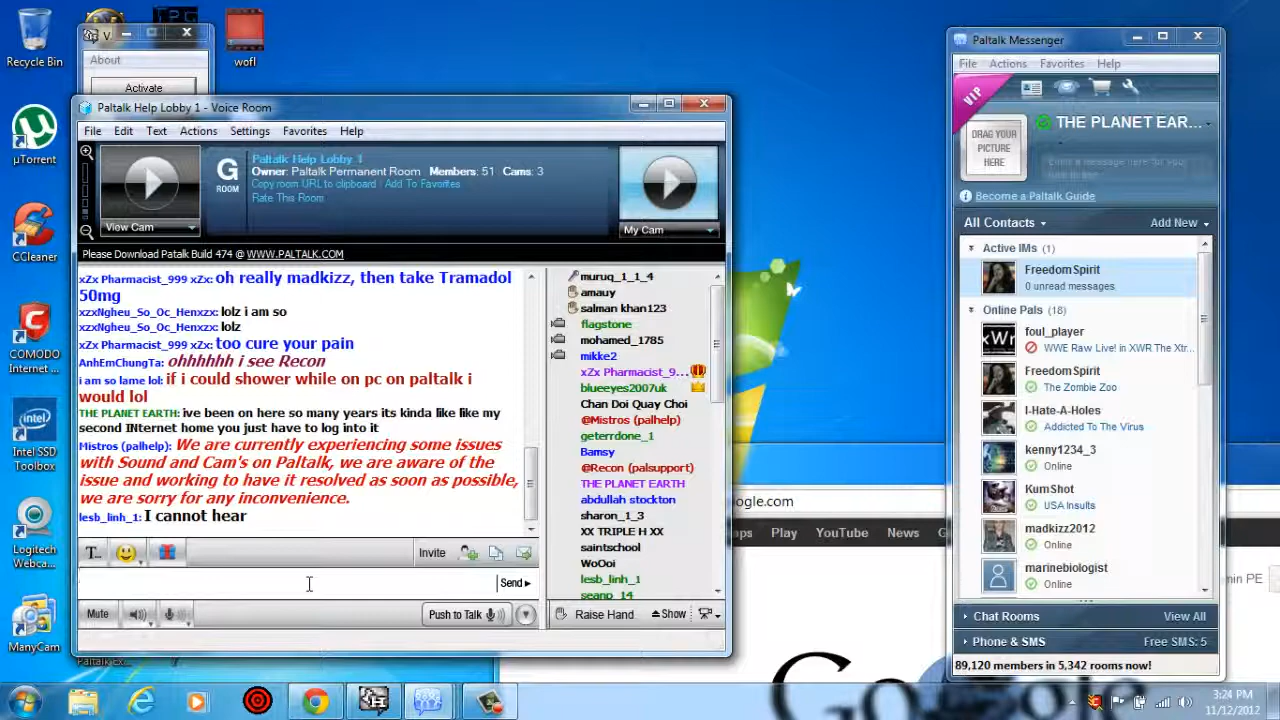 Recycle Bin
wofl
µTorrent
CCleaner
COMODO
Internet ...
Intel SSD
Toolbox
Logitech
Webca...
ManyCam
V...
About
Activate
Paltalk Help Lobby 1 - Voice Room
File Edit Text Actions Settings Favorites Help
G
ROOM
Paltalk Help Lobby 1
Owner: Paltalk Permanent Room Members: 51 Cams: 3
Copy room URL to clipboard | Add To Favorites
Rate This Room
View Cam
My Cam
Please Download Patalk Build 474 @ WWW.PALTALK.COM
xZx Pharmacist_999 xZx: oh really madkizz, then take Tramadol
50mg
xzxNgheu_So_Oc_Henxzx: lolz i am so
xzxNgheu_So_Oc_Henxzx: lolz
xZx Pharmacist_999 xZx: too cure your pain
AnhEmChungTa: ohhhhhh i see Recon
i am so lame lol: if i could shower while on pc on paltalk i
would lol
THE PLANET EARTH: ive been on here so many years its kinda like like my
second INternet home you just have to log into it
Mistros (palhelp): We are currently experiencing some issues
with Sound and Cam's on Paltalk, we are aware of the
issue and working to have it resolved as soon as possible,
we are sorry for any inconvenience.
lesb_linh_1: I cannot hear
muruq_1_1_4
amauy
salman khan123
flagstone
mohamed_1785
mikke2
xZx Pharmacist_9...
blueeyes2007uk
Chan Doi Quay Choi
@Mistros (palhelp)
geterrdone_1
Bamsy
@Recon (palsupport)
THE PLANET EARTH
abdullah stockton
sharon_1_3
XX TRIPLE H XX
saintschool
WoOoi
lesb_linh_1
seanp_14
T...
Invite
Send
Mute
Push to Talk
Raise Hand
Show
Paltalk Ex...
ogle.com
aps Play YouTube News G
min PE
Paltalk Messenger
File Actions Favorites Help
VIP
DRAG YOUR
PICTURE
HERE
THE PLANET EAR...
Enter a message here for you
Become a Paltalk Guide
All Contacts
Add New
Active IMs (1)
FreedomSpirit
0 unread messages
Online Pals (18)
foul_player
WWE Raw Live! in XWR The Xtr...
FreedomSpirit
The Zombie Zoo
I-Hate-A-Holes
Addicted To The Virus
kenny1234_3
Online
KumShot
USA Insults
madkizz2012
Online
marinebiologist
Online
Chat Rooms
View All
Phone & SMS
Free SMS: 5
89,120 members in 5,342 rooms now!
3:24 PM
11/12/2012